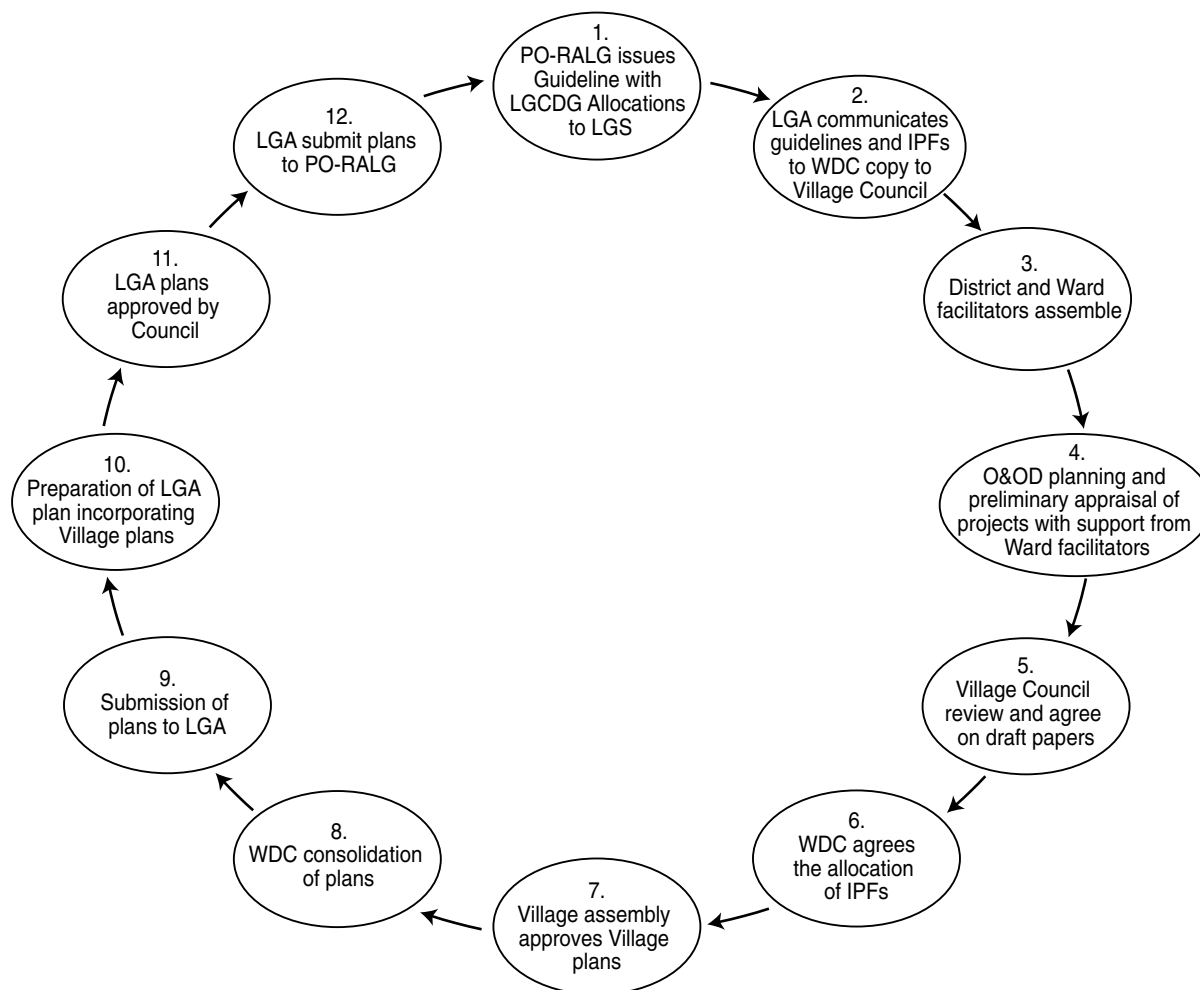 1.
PO-RALG issues
Guideline with
LGCDG Allocations
to LGS
2.
LGA communicates
guidelines and IPFs
to WDC copy to
Village Council
3.
District and Ward
facilitators assemble
4.
O&OD planning and
preliminary appraisal of
projects with support from
Ward facilitators
5.
Village Council
review and agree
on draft papers
6.
WDC agrees
the allocation
of IPFs
7.
Village assembly
approves Village
plans
8.
WDC consolidation
of plans
9.
Submission of
plans to LGA
10.
Preparation of LGA
plan incorporating
Village plans
11.
LGA plans
approved by
Council
12.
LGA submit plans
to PO-RALG